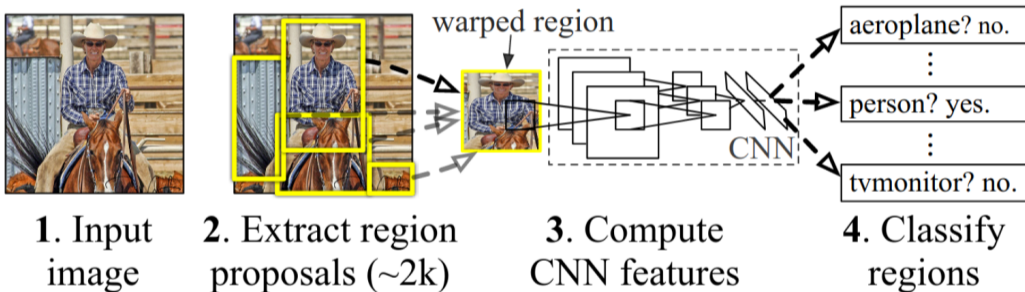 warped region
aeroplane? no.
person? yes.
CNN
tvmonitor? no.
1. Input
image
2. Extract region
proposals (~2k)
3. Compute
CNN features
4. Classify
regions